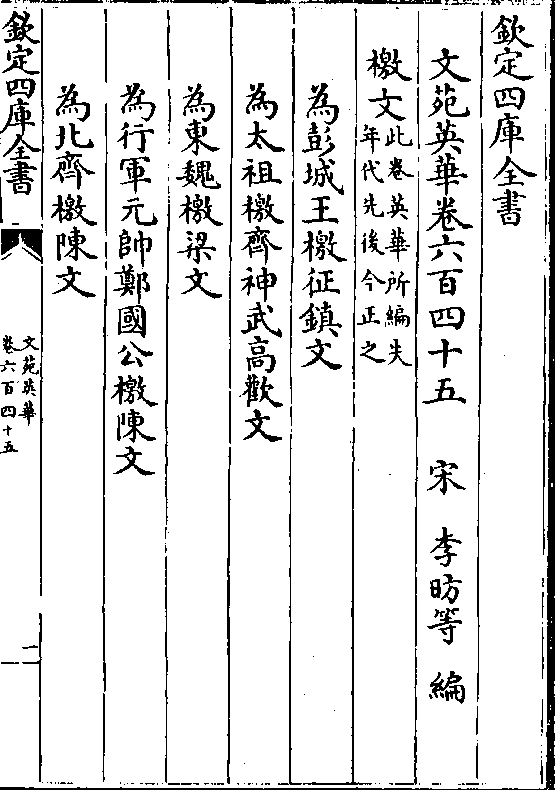 欽定四庫全書
文苑英華卷六百四十五　宋　李昉等　編
檄文此卷英華所編失
年代先後今正之
為彭城王檄征鎮文
為太祖檄齊神武高歡文
為東魏檄梁文
為行軍元帥鄭國公檄陳文
為北齊檄陳文
欽定四庫全書
文苑英華
卷六百四十五
一